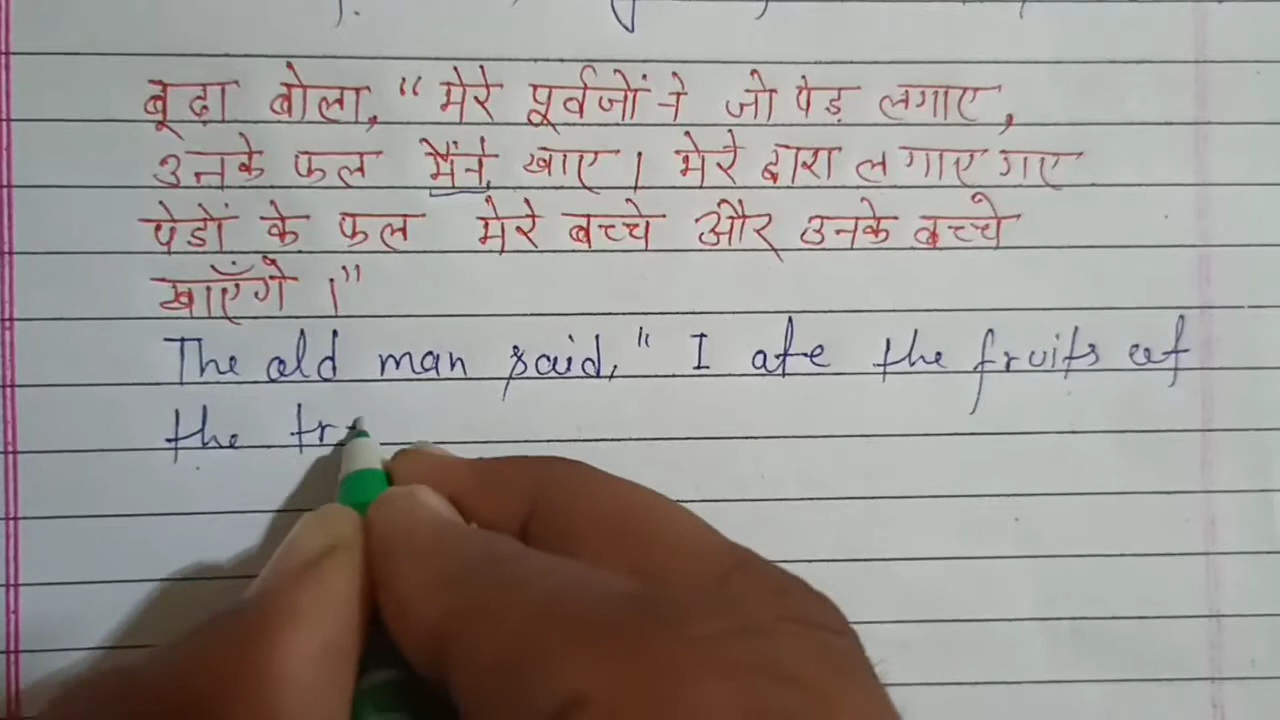 बूढ़ा बोला, "मेरे पूर्वजों ने जो पेड़ लगाए,
उनके फल मैंने खाए। मेरे द्वारा लगाए गए
पेडों के फल मेरे बच्चे और उनके बच्चे
खाएँगे।"
The old man said, " I ate the fruits of
the tr